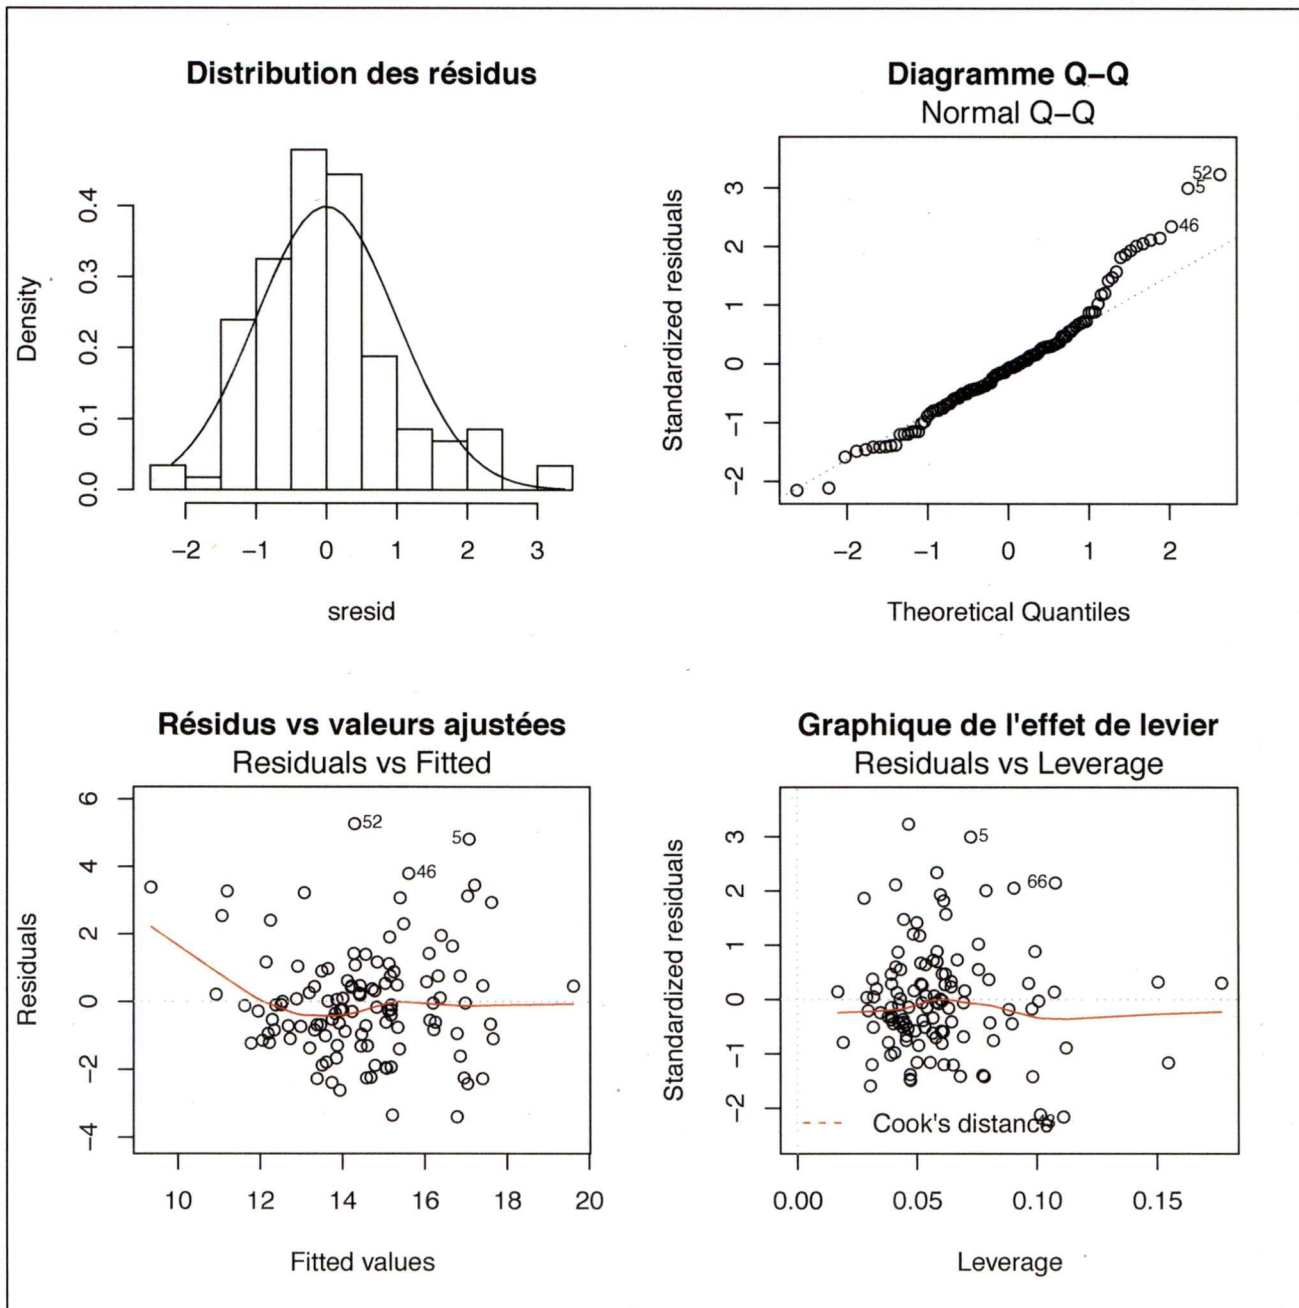 Distribution des résidus
Density
0.0 0.1 0.2 0.3 0.4
−2 −1 0 1 2 3
sresid
Diagramme Q−Q
Normal Q−Q
Standardized residuals
−2 −1 0 1 2 3
52
5
46
−2 −1 0 1 2
Theoretical Quantiles
Résidus vs valeurs ajustées
Residuals vs Fitted
Residuals
−4 −2 0 2 4 6
52
5
46
10 12 14 16 18 20
Fitted values
Graphique de l'effet de levier
Residuals vs Leverage
Standardized residuals
−2 −1 0 1 2 3
5
66
Cook's distance
0.00 0.05 0.10 0.15
Leverage